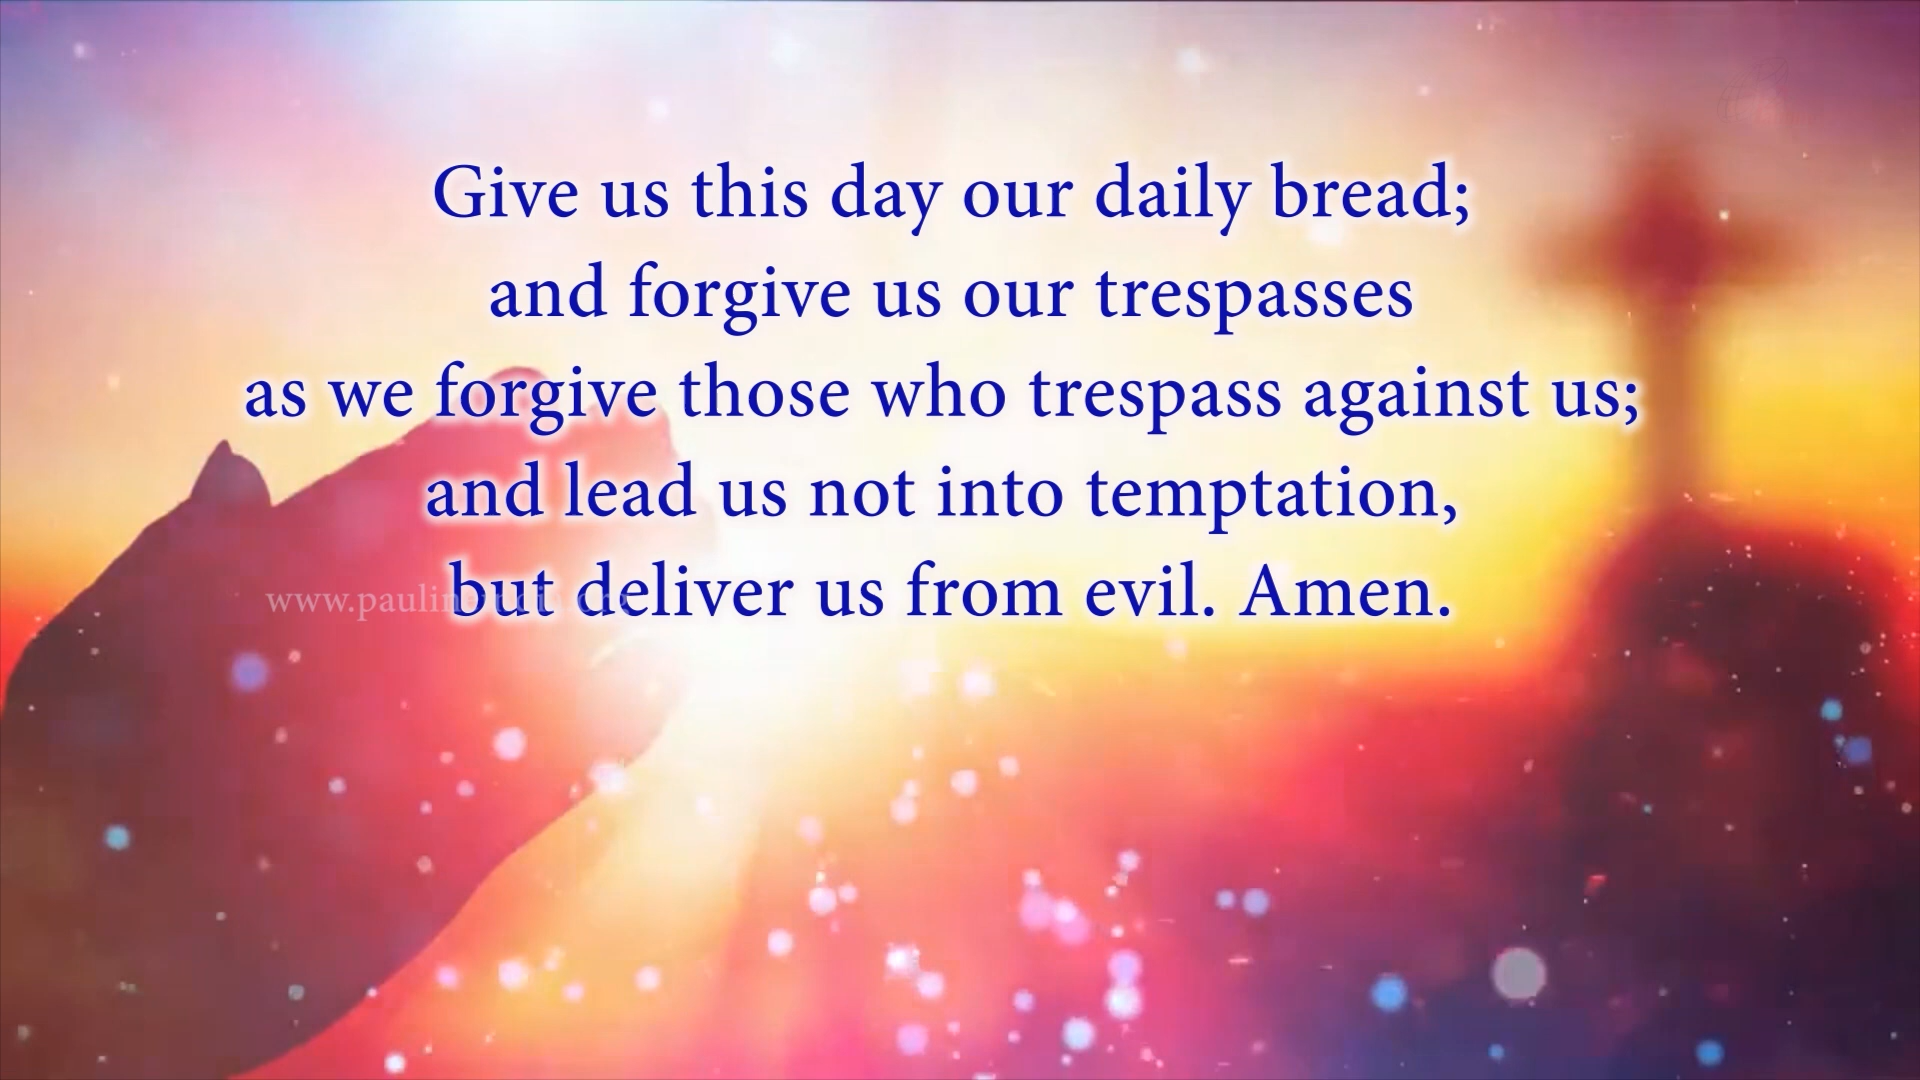 Give us this day our daily bread;
and forgive us our trespasses
as we forgive those who trespass against us;
and lead us not into temptation,
but deliver us from evil. Amen.